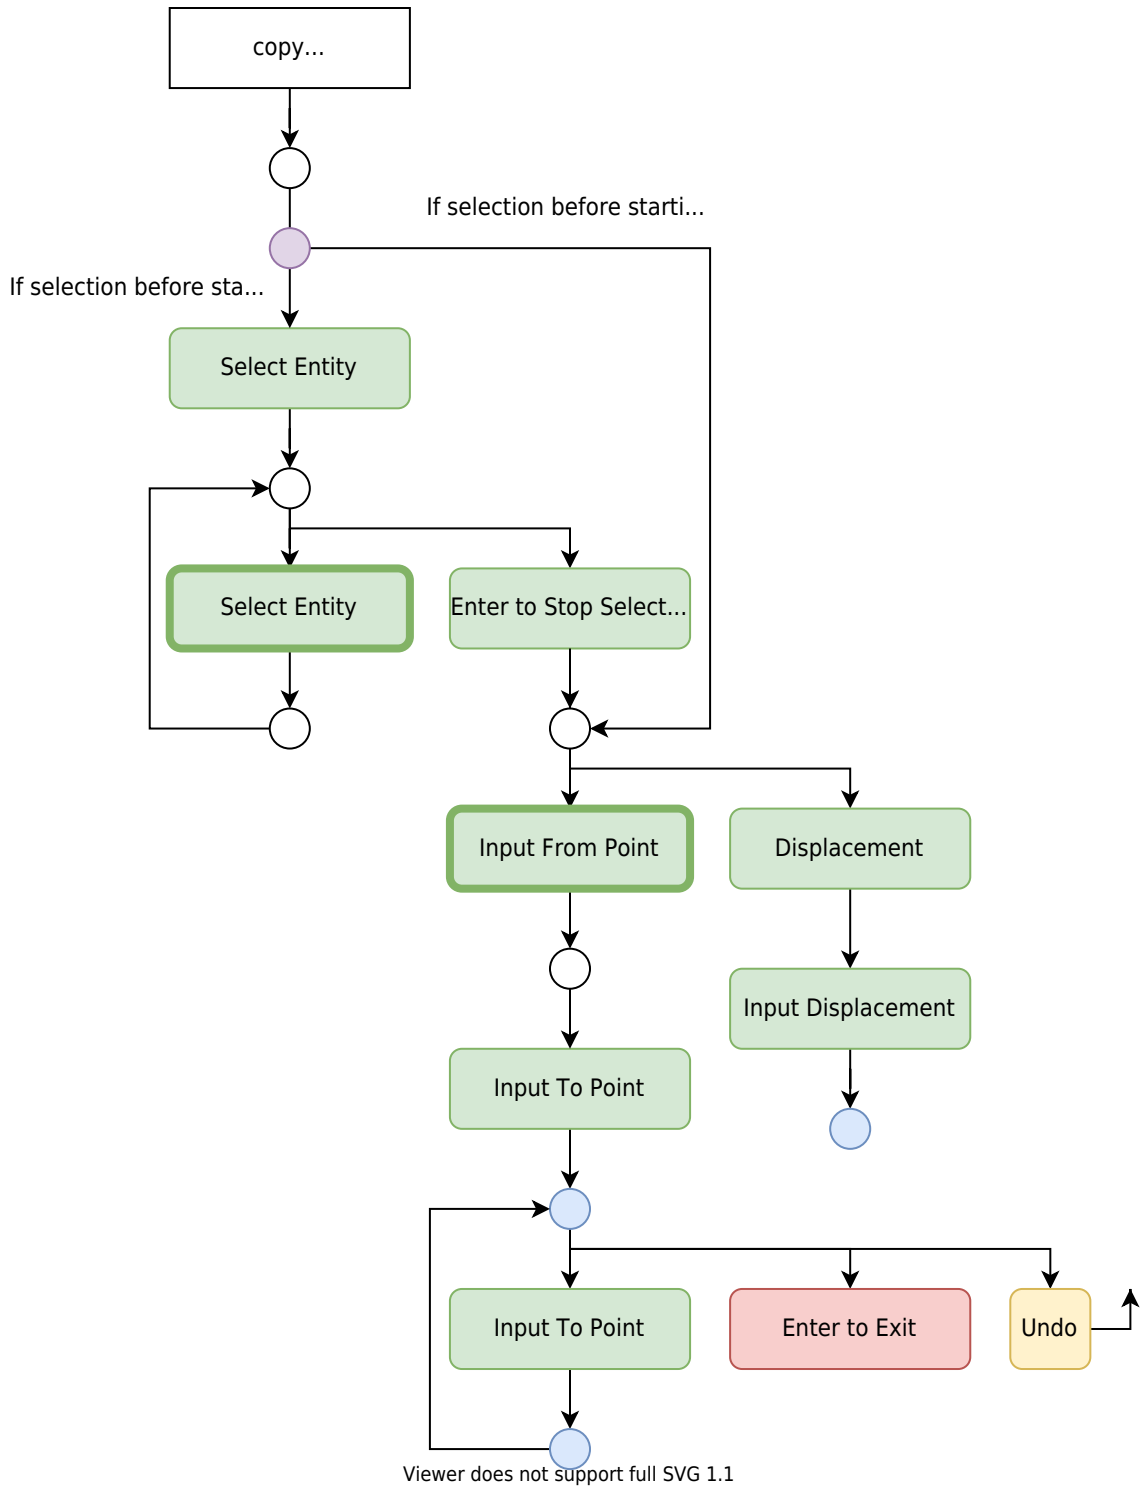 copy...
If selection before starti...
If selection before sta...
Select Entity
Select Entity
Enter to Stop Select...
Input From Point
Displacement
Input Displacement
Input To Point
Input To Point
Enter to Exit
Undo
Viewer does not support full SVG 1.1